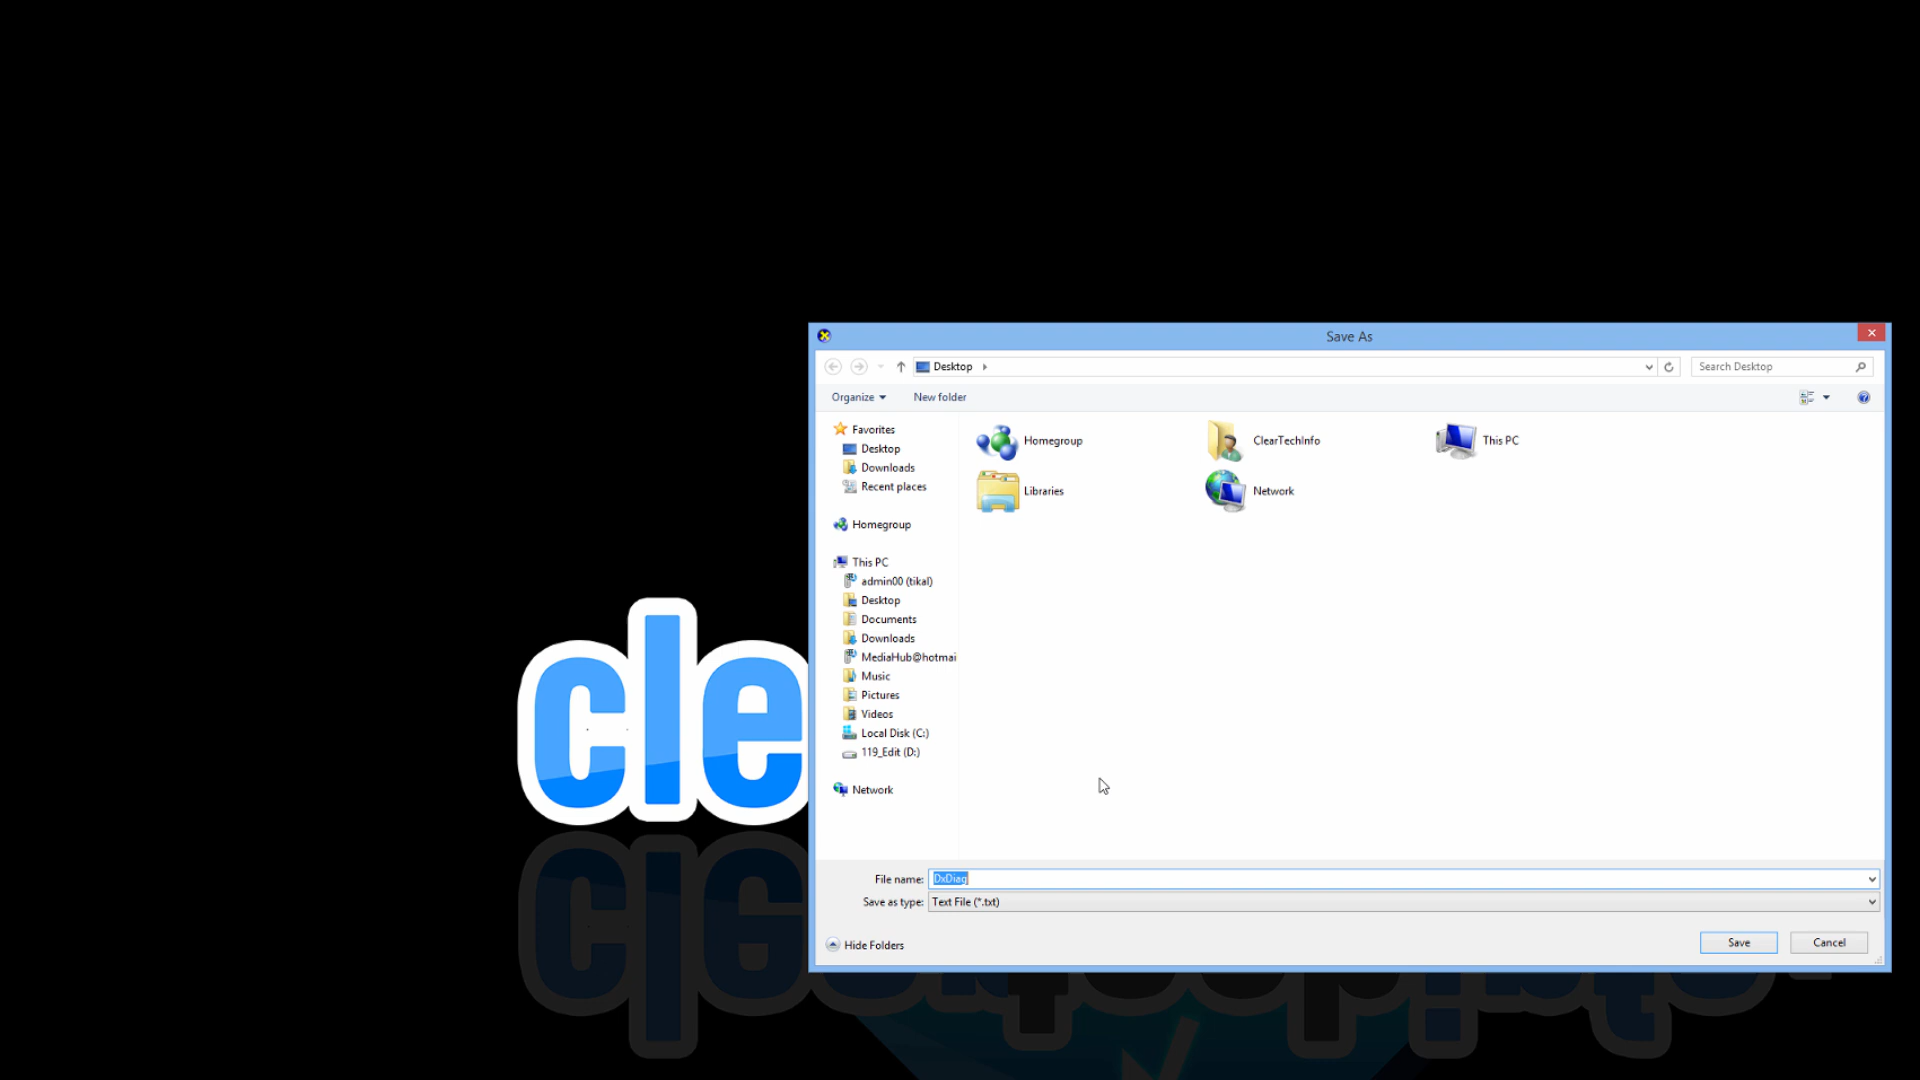 Save As
Desktop
Search Desktop
Organize
New folder
Favorites
Desktop
Downloads
Recent places
Homegroup
This PC
admin00 (tikal)
Desktop
Documents
Downloads
MediaHub@hotmai
Music
Pictures
Videos
Local Disk (C:)
119_Edit (D:)
Network
Homegroup
ClearTechInfo
This PC
Libraries
Network
File name: DxDiag
Save as type: Text File (*.txt)
Hide Folders
Save
Cancel
cle